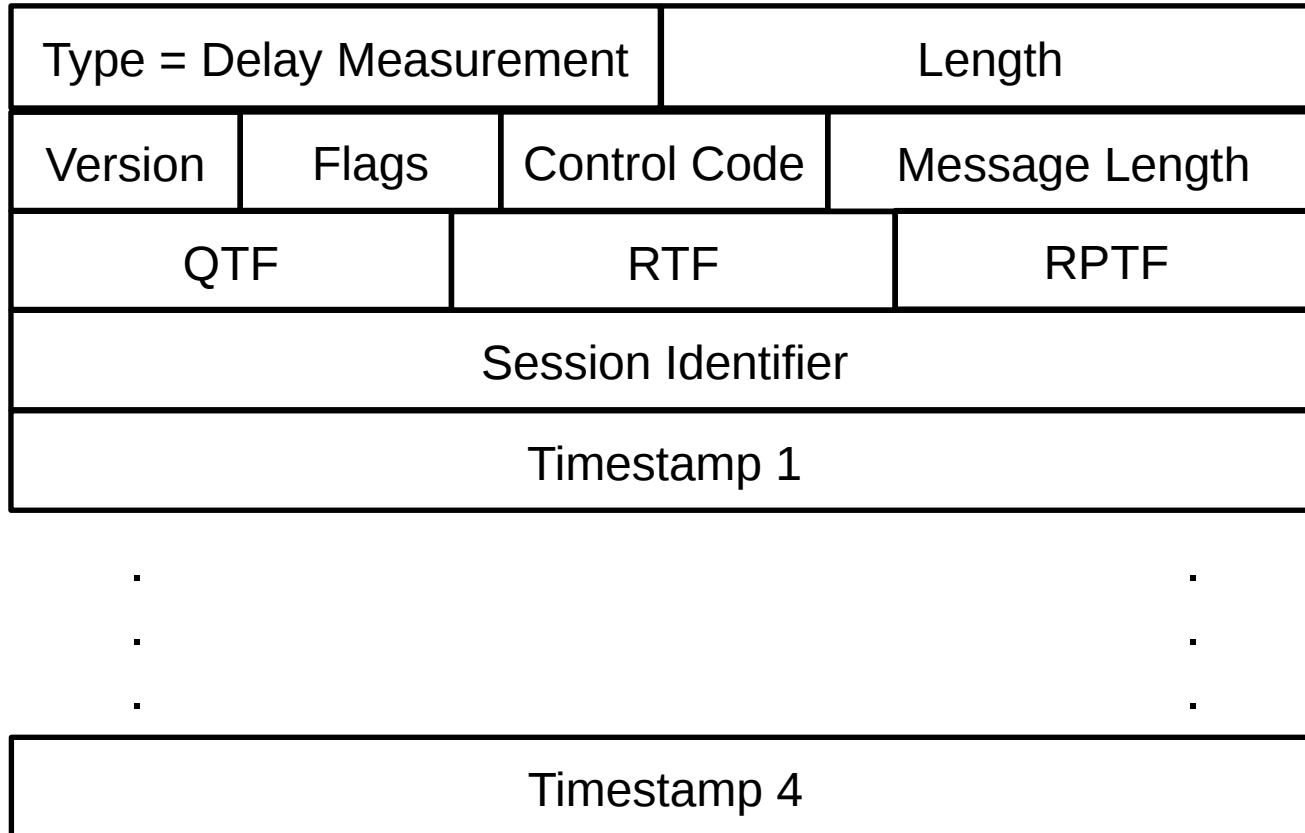 Type = Delay Measurement Length
Version Flags Control Code Message Length
QTF RTF RPTF
Session Identifier
Timestamp 1
. .
. .
. .
Timestamp 4